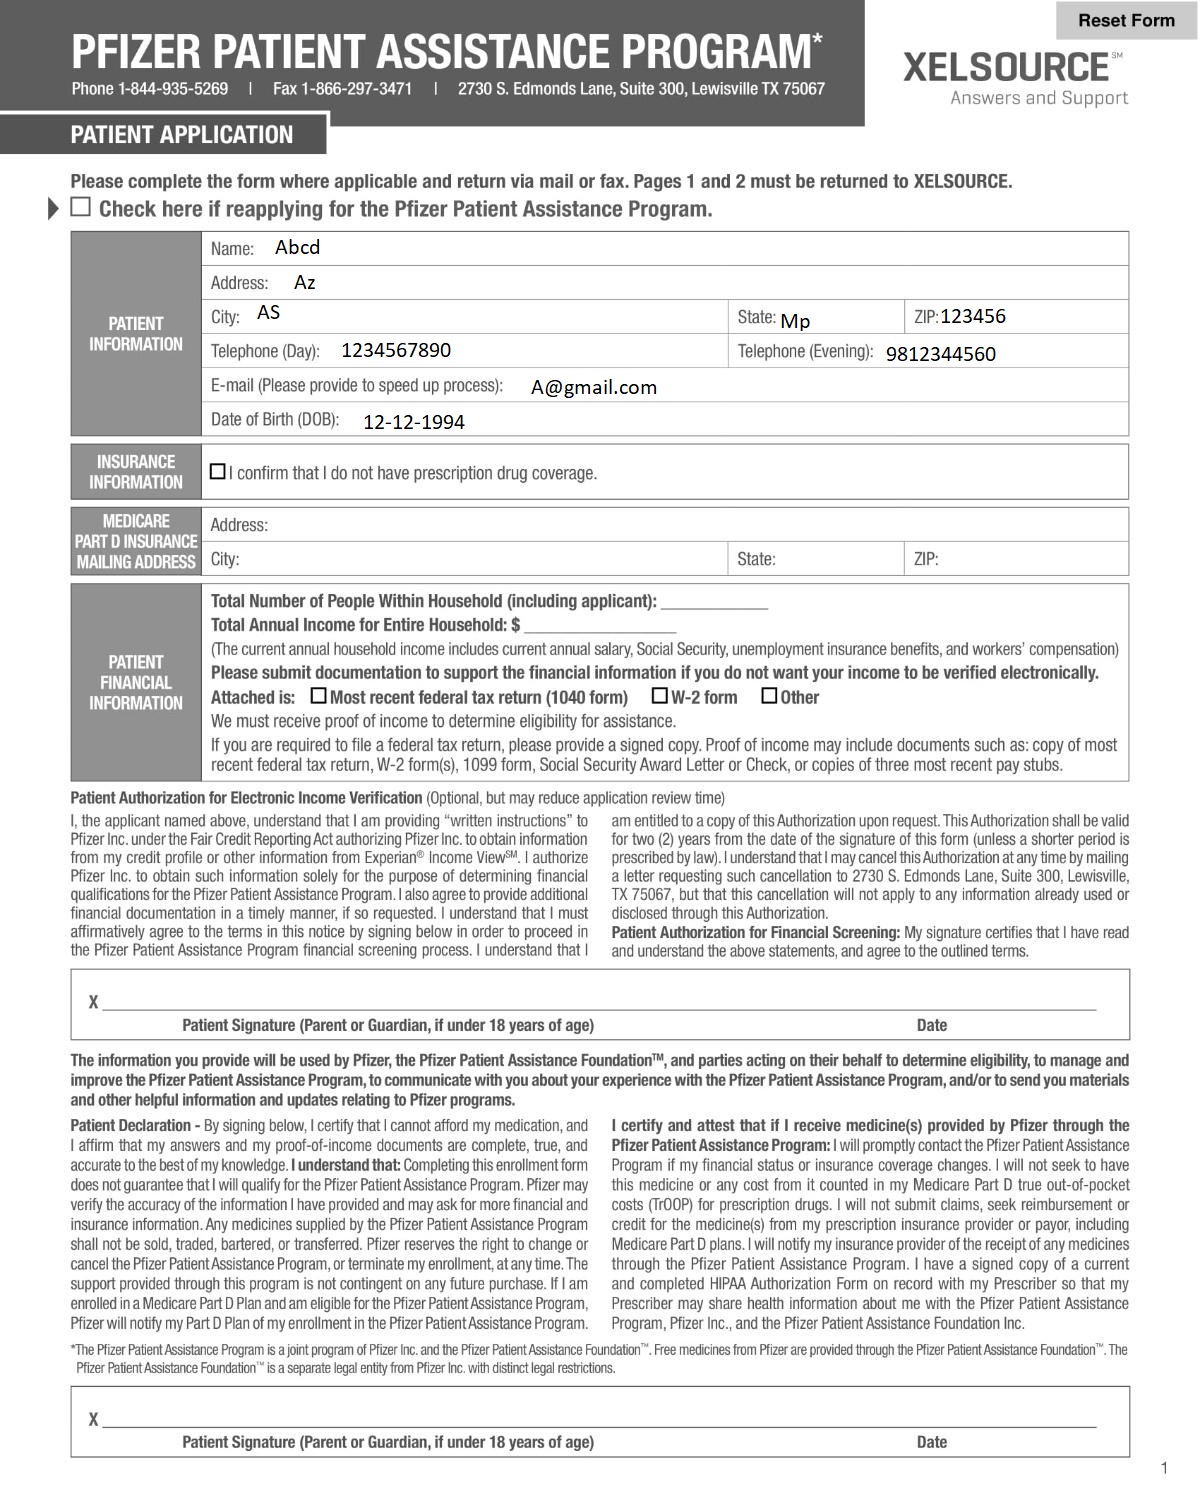 Reset Form
PFIZER PATIENT ASSISTANCE PROGRAM*
Phone 1-844-935-5269 | Fax 1-866-297-3471 | 2730 S. Edmonds Lane, Suite 300, Lewisville TX 75067
XELSOURCE℠
Answers and Support
PATIENT APPLICATION
Please complete the form where applicable and return via mail or fax. Pages 1 and 2 must be returned to XELSOURCE.
Check here if reapplying for the Pfizer Patient Assistance Program.
PATIENT
INFORMATION
Name: Abcd
Address: Az
City: AS State: Mp ZIP: 123456
Telephone (Day): 1234567890 Telephone (Evening): 9812344560
E-mail (Please provide to speed up process): A@gmail.com
Date of Birth (DOB): 12-12-1994
INSURANCE
INFORMATION
I confirm that I do not have prescription drug coverage.
MEDICARE
PART D INSURANCE
MAILING ADDRESS
Address:
City: State: ZIP:
PATIENT
FINANCIAL
INFORMATION
Total Number of People Within Household (including applicant): ____________
Total Annual Income for Entire Household: $ _________________
(The current annual household income includes current annual salary, Social Security, unemployment insurance benefits, and workers' compensation)
Please submit documentation to support the financial information if you do not want your income to be verified electronically.
Attached is: Most recent federal tax return (1040 form) W-2 form Other
We must receive proof of income to determine eligibility for assistance.
If you are required to file a federal tax return, please provide a signed copy. Proof of income may include documents such as: copy of most
recent federal tax return, W-2 form(s), 1099 form, Social Security Award Letter or Check, or copies of three most recent pay stubs.
Patient Authorization for Electronic Income Verification (Optional, but may reduce application review time)
I, the applicant named above, understand that I am providing “written instructions” to
Pfizer Inc. under the Fair Credit Reporting Act authorizing Pfizer Inc. to obtain information
from my credit profile or other information from Experian® Income View℠. I authorize
Pfizer Inc. to obtain such information solely for the purpose of determining financial
qualifications for the Pfizer Patient Assistance Program. I also agree to provide additional
financial documentation in a timely manner, if so requested. I understand that I must
affirmatively agree to the terms in this notice by signing below in order to proceed in
the Pfizer Patient Assistance Program financial screening process. I understand that I
am entitled to a copy of this Authorization upon request. This Authorization shall be valid
for two (2) years from the date of the signature of this form (unless a shorter period is
prescribed by law). I understand that I may cancel this Authorization at any time by mailing
a letter requesting such cancellation to 2730 S. Edmonds Lane, Suite 300, Lewisville,
TX 75067, but that this cancellation will not apply to any information already used or
disclosed through this Authorization.
Patient Authorization for Financial Screening: My signature certifies that I have read
and understand the above statements, and agree to the outlined terms.
X
Patient Signature (Parent or Guardian, if under 18 years of age) Date
The information you provide will be used by Pfizer, the Pfizer Patient Assistance Foundation™, and parties acting on their behalf to determine eligibility, to manage and
improve the Pfizer Patient Assistance Program, to communicate with you about your experience with the Pfizer Patient Assistance Program, and/or to send you materials
and other helpful information and updates relating to Pfizer programs.
Patient Declaration - By signing below, I certify that I cannot afford my medication, and
I affirm that my answers and my proof-of-income documents are complete, true, and
accurate to the best of my knowledge. I understand that: Completing this enrollment form
does not guarantee that I will qualify for the Pfizer Patient Assistance Program. Pfizer may
verify the accuracy of the information I have provided and may ask for more financial and
insurance information. Any medicines supplied by the Pfizer Patient Assistance Program
shall not be sold, traded, bartered, or transferred. Pfizer reserves the right to change or
cancel the Pfizer Patient Assistance Program, or terminate my enrollment, at any time. The
support provided through this program is not contingent on any future purchase. If I am
enrolled in a Medicare Part D Plan and am eligible for the Pfizer Patient Assistance Program,
Pfizer will notify my Part D Plan of my enrollment in the Pfizer Patient Assistance Program.
I certify and attest that if I receive medicine(s) provided by Pfizer through the
Pfizer Patient Assistance Program: I will promptly contact the Pfizer Patient Assistance
Program if my financial status or insurance coverage changes. I will not seek to have
this medicine or any cost from it counted in my Medicare Part D true out-of-pocket
costs (TrOOP) for prescription drugs. I will not submit claims, seek reimbursement or
credit for the medicine(s) from my prescription insurance provider or payor, including
Medicare Part D plans. I will notify my insurance provider of the receipt of any medicines
through the Pfizer Patient Assistance Program. I have a signed copy of a current
and completed HIPAA Authorization Form on record with my Prescriber so that my
Prescriber may share health information about me with the Pfizer Patient Assistance
Program, Pfizer Inc., and the Pfizer Patient Assistance Foundation Inc.
*The Pfizer Patient Assistance Program is a joint program of Pfizer Inc. and the Pfizer Patient Assistance Foundation™. Free medicines from Pfizer are provided through the Pfizer Patient Assistance Foundation™. The
Pfizer Patient Assistance Foundation™ is a separate legal entity from Pfizer Inc. with distinct legal restrictions.
X
Patient Signature (Parent or Guardian, if under 18 years of age) Date
1